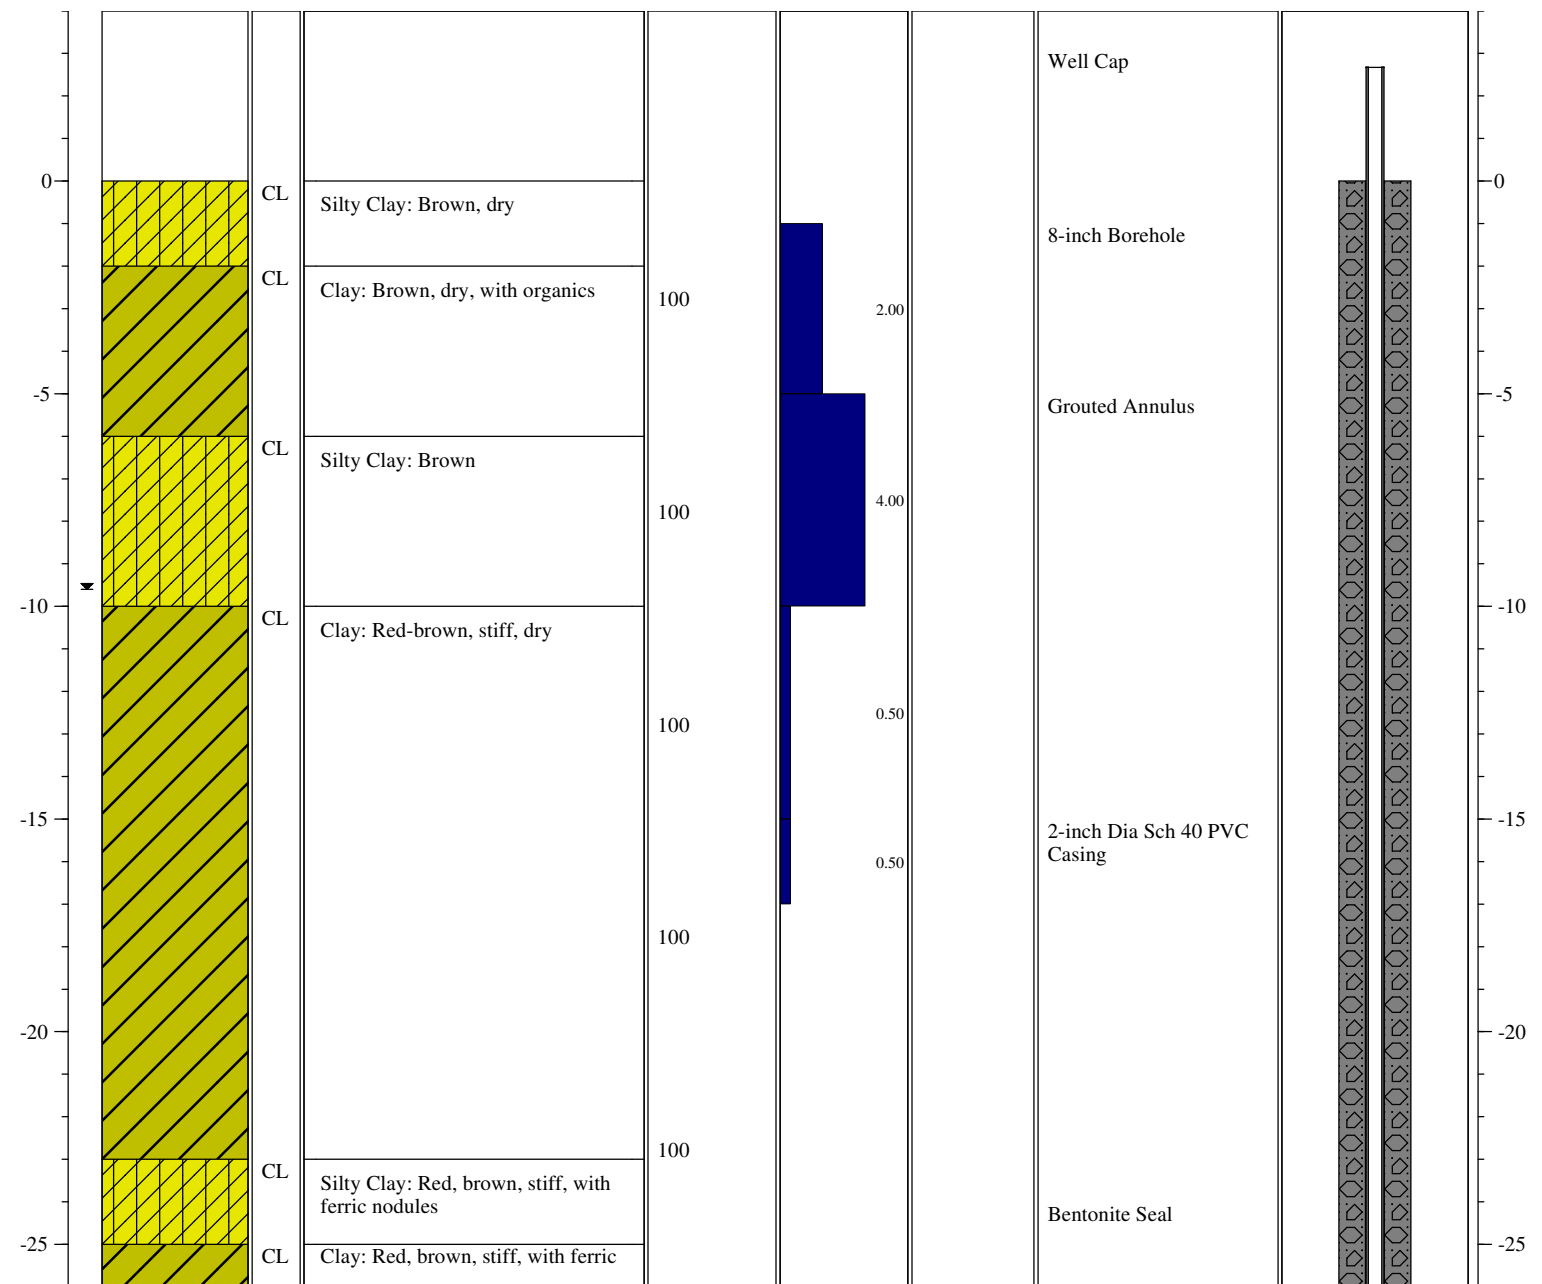 Well Cap
0
CL
Silty Clay: Brown, dry
0
8-inch Borehole
CL
Clay: Brown, dry, with organics
100
2.00
-5
Grouted Annulus
-5
CL
Silty Clay: Brown
100
4.00
-10
CL
Clay: Red-brown, stiff, dry
-10
100
0.50
-15
2-inch Dia Sch 40 PVC
Casing
-15
0.50
100
-20
-20
100
CL
Silty Clay: Red, brown, stiff, with
ferric nodules
Bentonite Seal
-25
CL
Clay: Red, brown, stiff, with ferric
-25